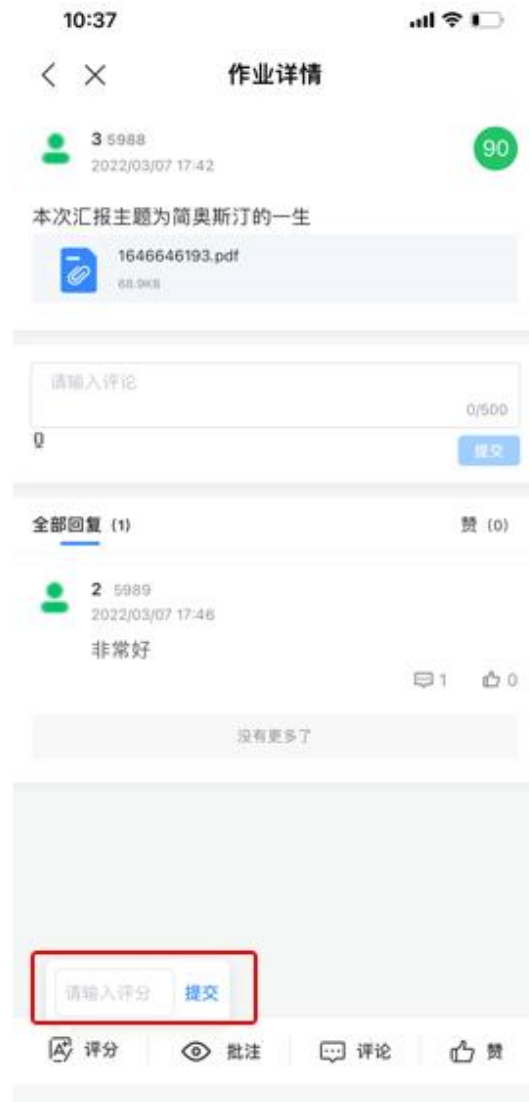 10:37
作业详情
3 5988
90
2022/03/07 17:42
本次汇报主题为简奥斯汀的一生
1646646193.pdf
68.9KB
请输入评论
0/500
提交
全部回复 (1)
赞 (0)
2 5989
2022/03/07 17:46
非常好
1
0
没有更多了
请输入评分 提交
评分 批注 评论 赞